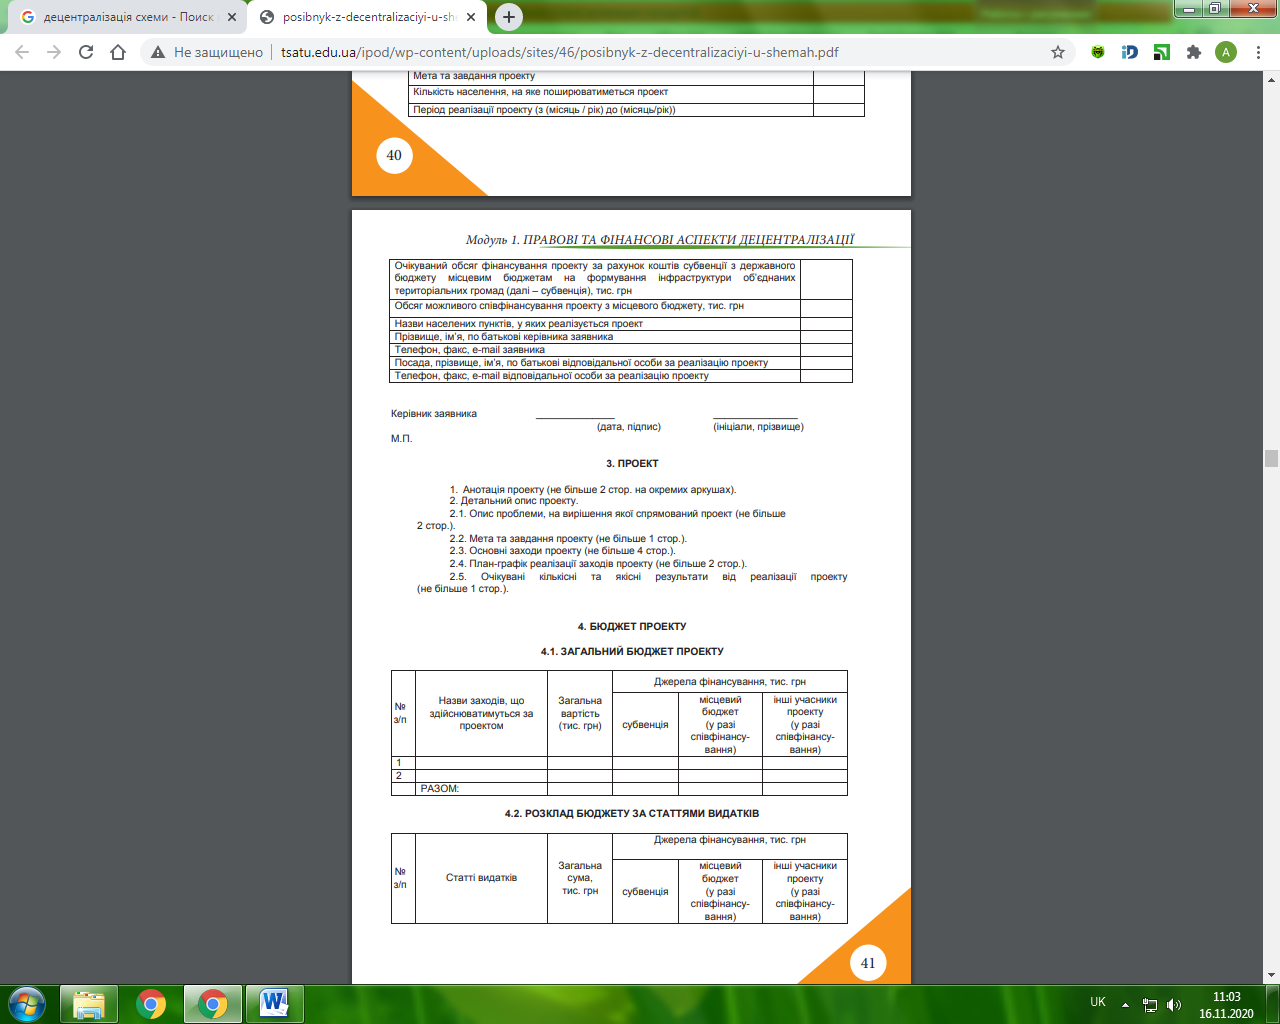 децентралізація схеми - Поиск
posibnyk-z-decentralizaciyi-u-she
Не защищено
tsatu.edu.ua/ipod/wp-content/uploads/sites/46/posibnyk-z-decentralizaciyi-u-shemah.pdf
A
Мета та завдання проекту
Кількість населення, на яке поширюватиметься проект
Період реалізації проекту (з (місяць / рік) до (місяць/рік))
40
Модуль 1. ПРАВОВІ ТА ФІНАНСОВІ АСПЕКТИ ДЕЦЕНТРАЛІЗАЦІЇ
Очікуваний обсяг фінансування проекту за рахунок коштів субвенції з державного
бюджету місцевим бюджетам на формування інфраструктури об'єднаних
територіальних громад (далі – субвенція), тис. грн
Обсяг можливого співфінансування проекту з місцевого бюджету, тис. грн
Назви населених пунктів, у яких реалізується проект
Прізвище, ім'я, по батькові керівника заявника
Телефон, факс, e-mail заявника
Посада, прізвище, ім'я, по батькові відповідальної особи за реалізацію проекту
Телефон, факс, e-mail відповідальної особи за реалізацію проекту
Керівник заявника ______________ _______________
(дата, підпис) (ініціали, прізвище)
М.П.
3. ПРОЕКТ
1. Анотація проекту (не більше 2 стор. на окремих аркушах).
2. Детальний опис проекту.
2.1. Опис проблеми, на вирішення якої спрямований проект (не більше
2 стор.).
2.2. Мета та завдання проекту (не більше 1 стор.).
2.3. Основні заходи проекту (не більше 4 стор.).
2.4. План-графік реалізації заходів проекту (не більше 2 стор.).
2.5. Очікувані кількісні та якісні результати від реалізації проекту
(не більше 1 стор.).
4. БЮДЖЕТ ПРОЕКТУ
4.1. ЗАГАЛЬНИЙ БЮДЖЕТ ПРОЕКТУ
№
з/п
Назви заходів, що
здійснюватимуться за
проектом
Загальна
вартість
(тис. грн)
Джерела фінансування, тис. грн
субвенція
місцевий
бюджет
(у разі
співфінансу-
вання)
інші учасники
проекту
(у разі
співфінансу-
вання)
1
2
РАЗОМ:
4.2. РОЗКЛАД БЮДЖЕТУ ЗА СТАТТЯМИ ВИДАТКІВ
№
з/п
Статті видатків
Загальна
сума,
тис. грн
Джерела фінансування, тис. грн
субвенція
місцевий
бюджет
(у разі
співфінансу-
вання)
інші учасники
проекту
(у разі
співфінансу-
вання)
41
UK
11:03
16.11.2020